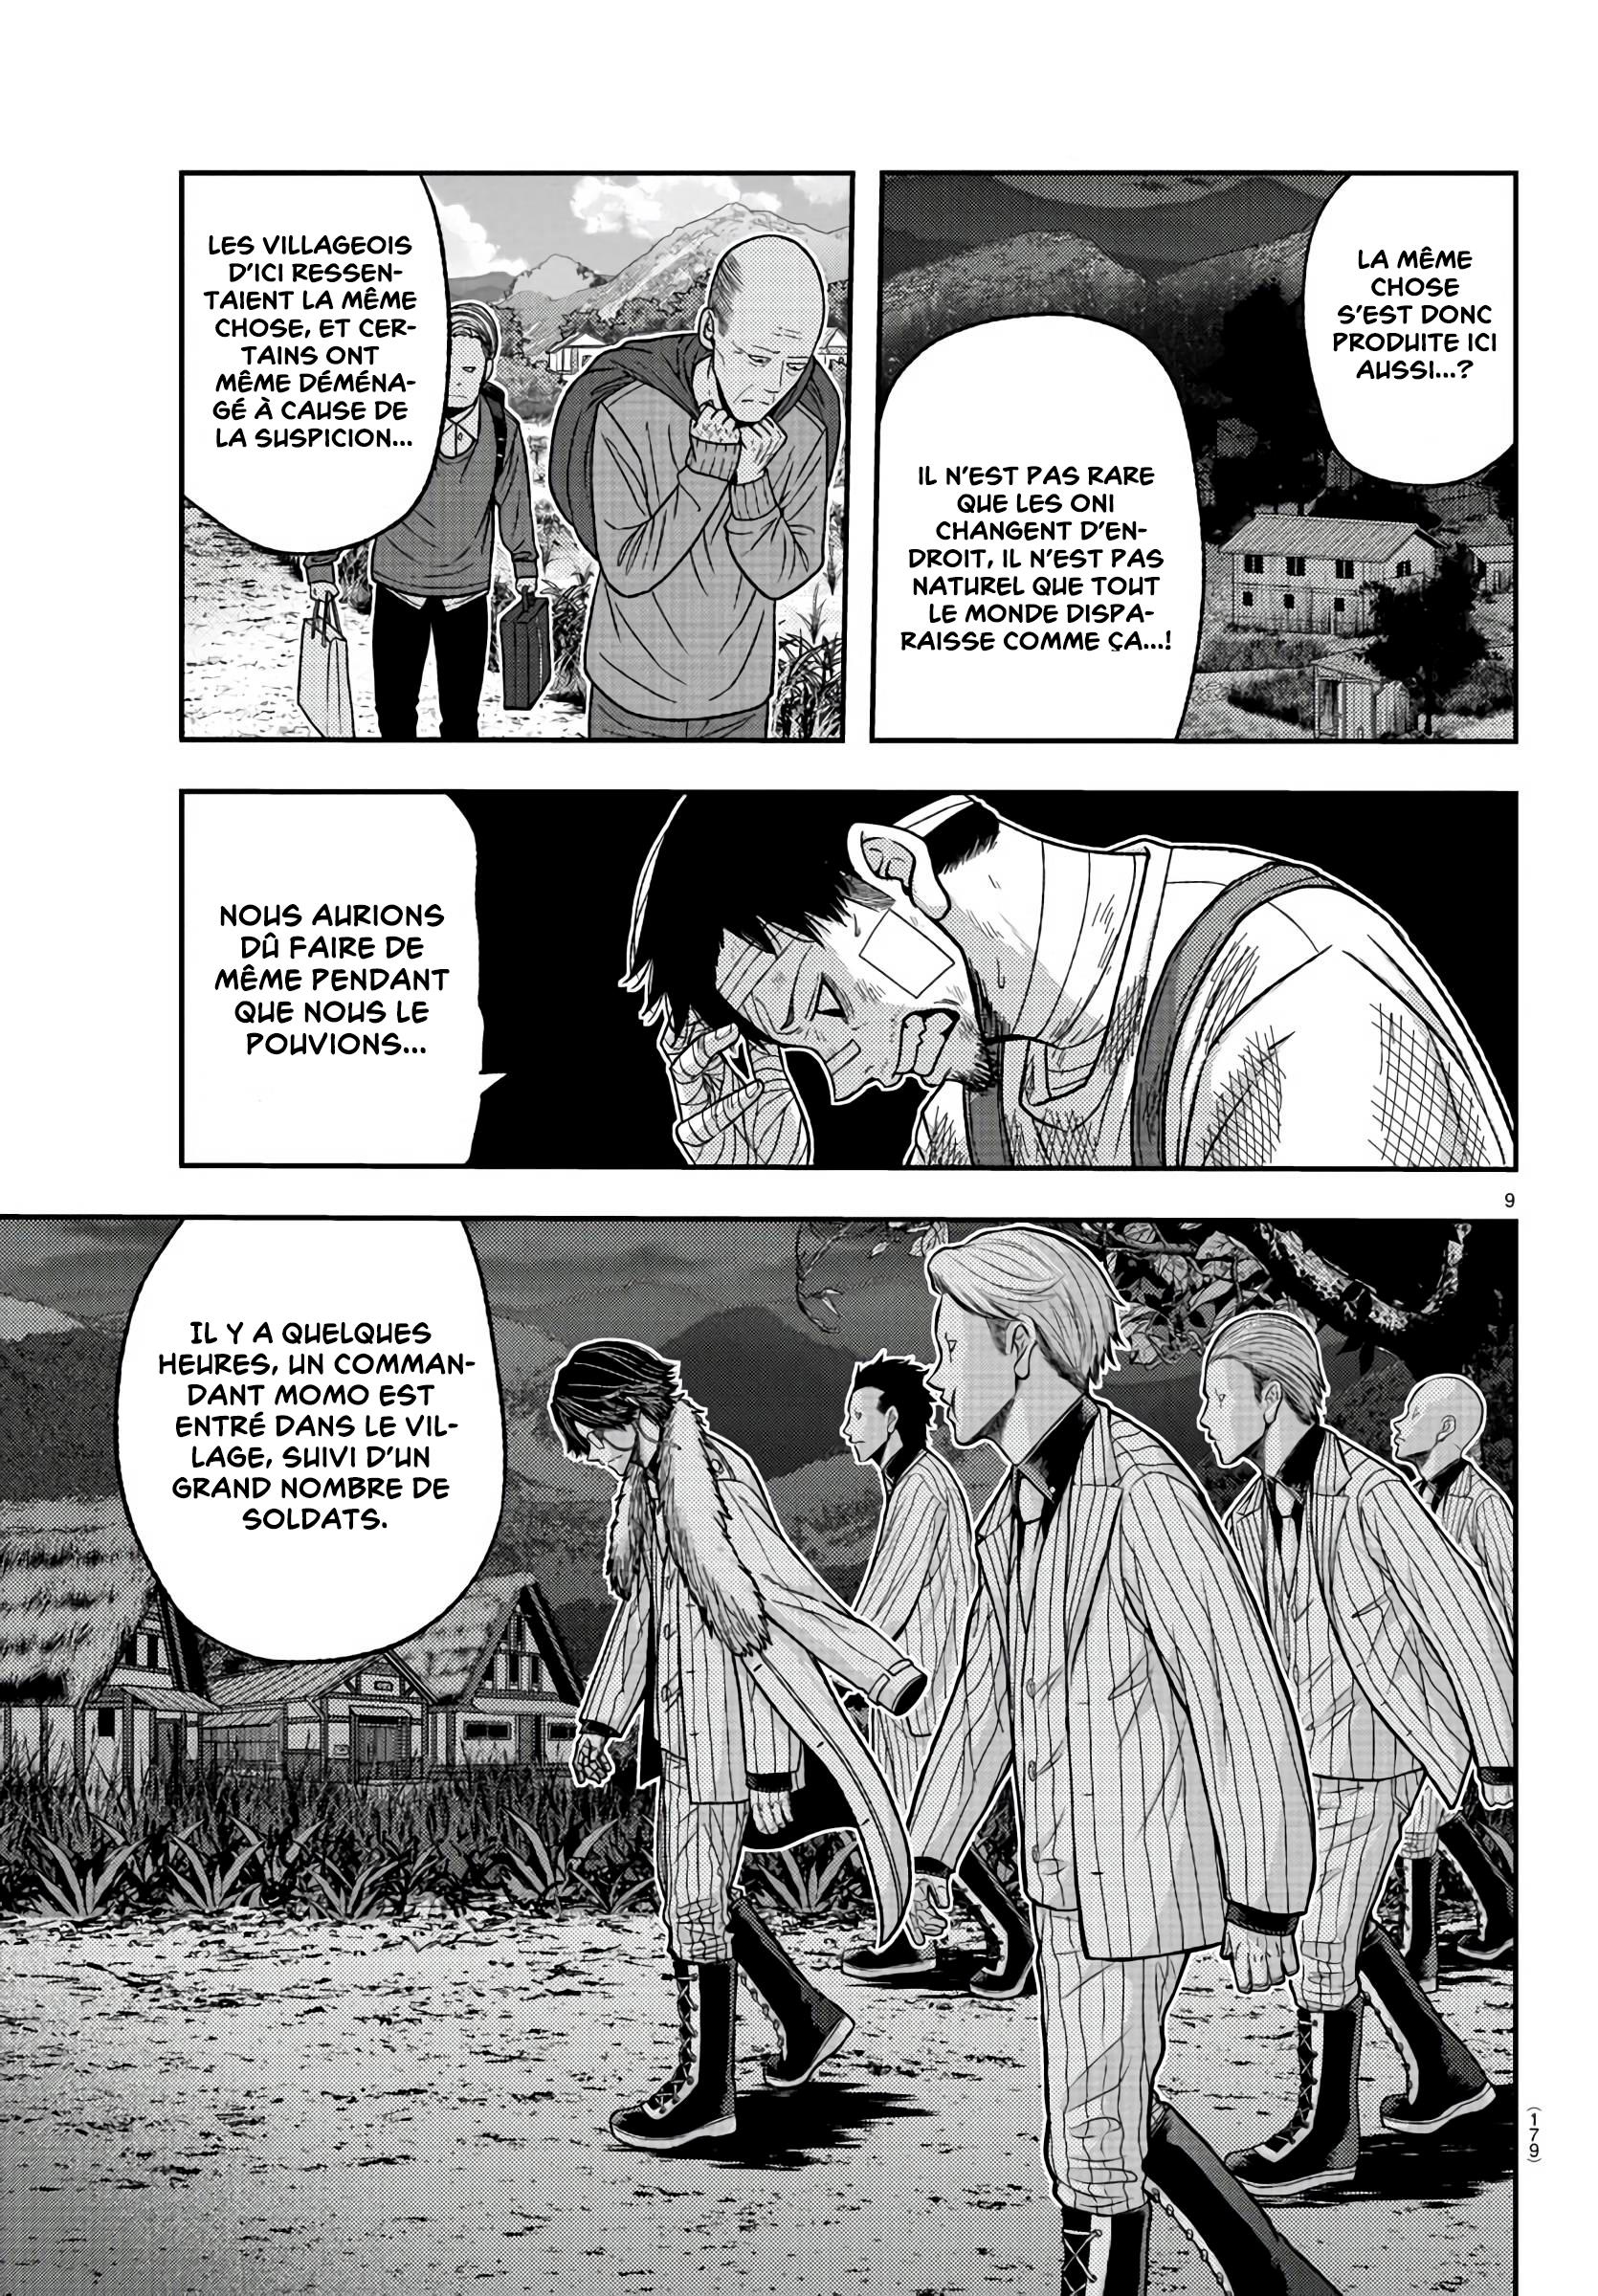 LA MÊME
CHOSE
S'EST DONC
PRODUITE ICI
AUSSI...?
IL N'EST PAS RARE
QUE LES ONI
CHANGENT D'EN-
DROIT, IL N'EST PAS
NATUREL QUE TOUT
LE MONDE DISPA-
RAISSE COMME ÇA...!
LES VILLAGEOIS
D'ICI RESSEN-
TAIENT LA MÊME
CHOSE, ET CER-
TAINS ONT
MÊME DÉMÉNA-
GÉ À CAUSE DE
LA SUSPICION...
NOUS AURIONS
DÛ FAIRE DE
MÊME PENDANT
QUE NOUS LE
POUVIONS...
9
IL Y A QUELQUES
HEURES, UN COMMAN-
DANT MOMO EST
ENTRÉ DANS LE VIL-
LAGE, SUIVI D'UN
GRAND NOMBRE DE
SOLDATS.
(179)